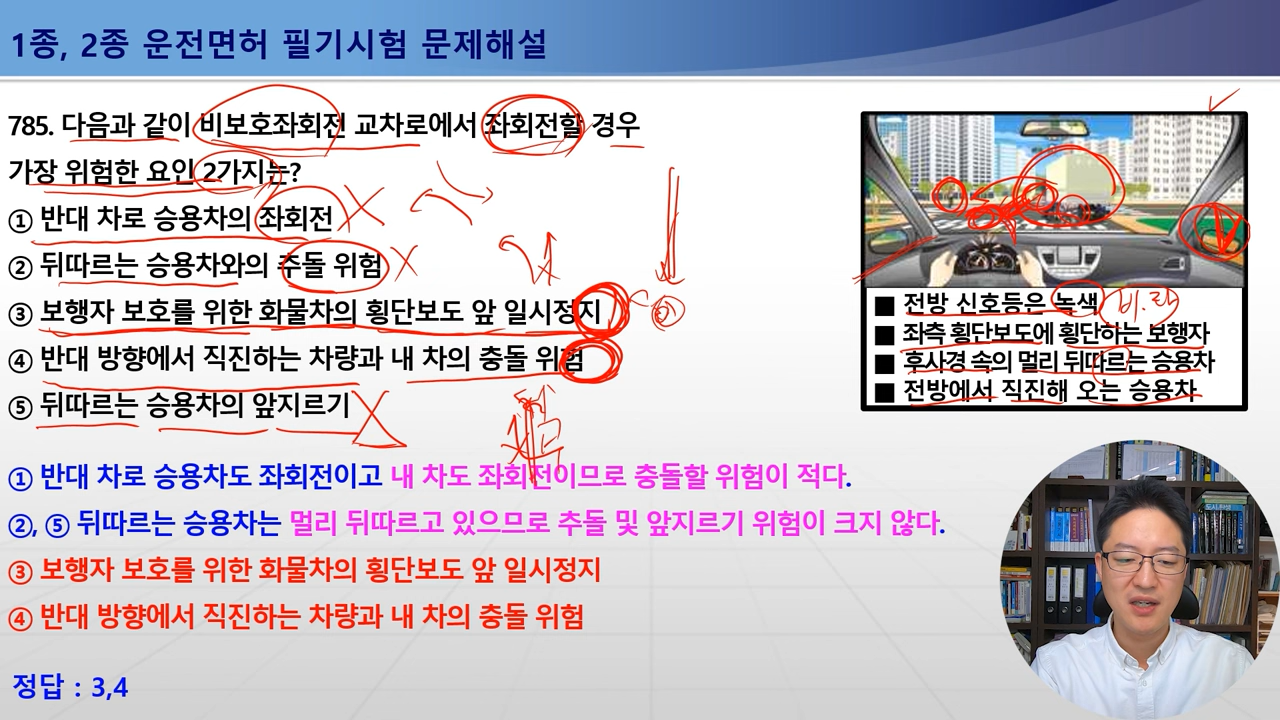 1종, 2종 운전면허 필기시험 문제해설
785. 다음과 같이 비보호좌회전 교차로에서 좌회전할 경우
가장 위험한 요인 2가지는?
① 반대 차로 승용차의 좌회전
② 뒤따르는 승용차와의 추돌 위험
③ 보행자 보호를 위한 화물차의 횡단보도 앞 일시정지
④ 반대 방향에서 직진하는 차량과 내 차의 충돌 위험
⑤ 뒤따르는 승용차의 앞지르기
■ 전방 신호등은 녹색
■ 좌측 횡단보도에 횡단하는 보행자
■ 후사경 속의 멀리 뒤따르는 승용차
■ 전방에서 직진해 오는 승용차
① 반대 차로 승용차도 좌회전이고 내 차도 좌회전이므로 충돌할 위험이 적다.
②, ⑤ 뒤따르는 승용차는 멀리 뒤따르고 있으므로 추돌 및 앞지르기 위험이 크지 않다.
③ 보행자 보호를 위한 화물차의 횡단보도 앞 일시정지
④ 반대 방향에서 직진하는 차량과 내 차의 충돌 위험
정답 : 3,4